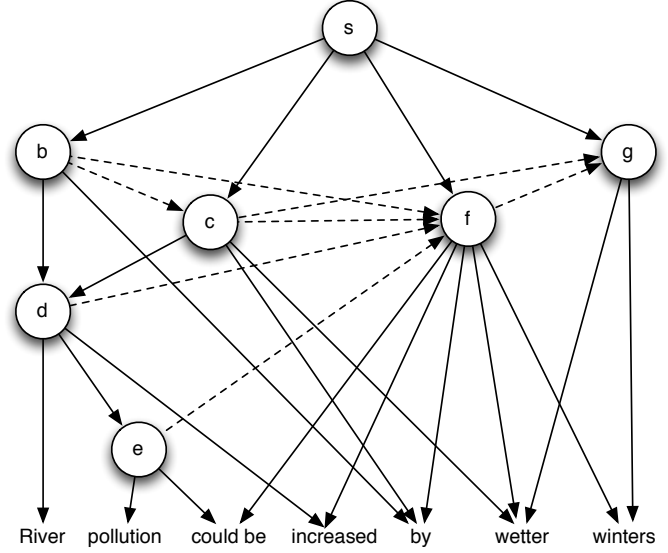 s
b
g
c
f
d
e
River pollution could be increased by wetter winters